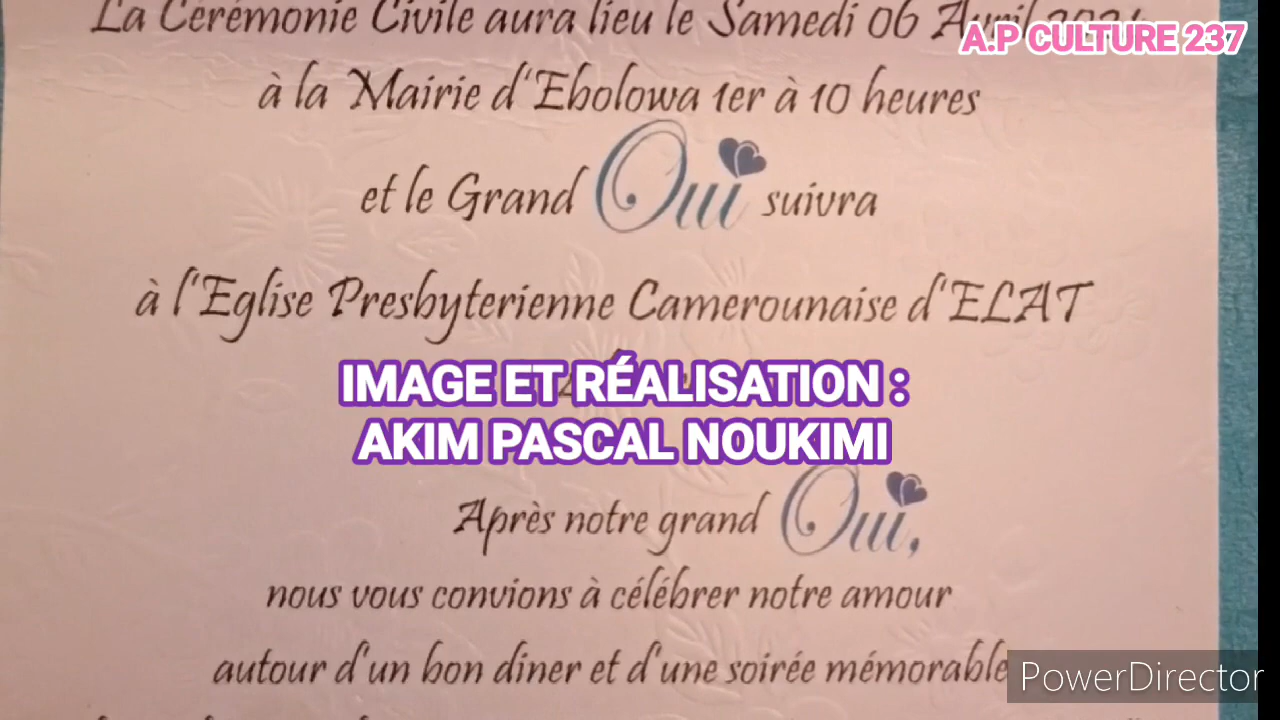 La Cérémonie Civile aura lieu le Samedi 06 Avril
A.P CULTURE 237
à la Mairie d'Ebolowa 1er à 10 heures
et le Grand Oui suivra
à l'Eglise Presbyterienne Camerounaise d'ELAT
IMAGE ET RÉALISATION :
AKIM PASCAL NOUKIMI
Après notre grand Oui,
nous vous convions à célébrer notre amour
autour d'un bon diner et d'une soirée mémorable
PowerDirector